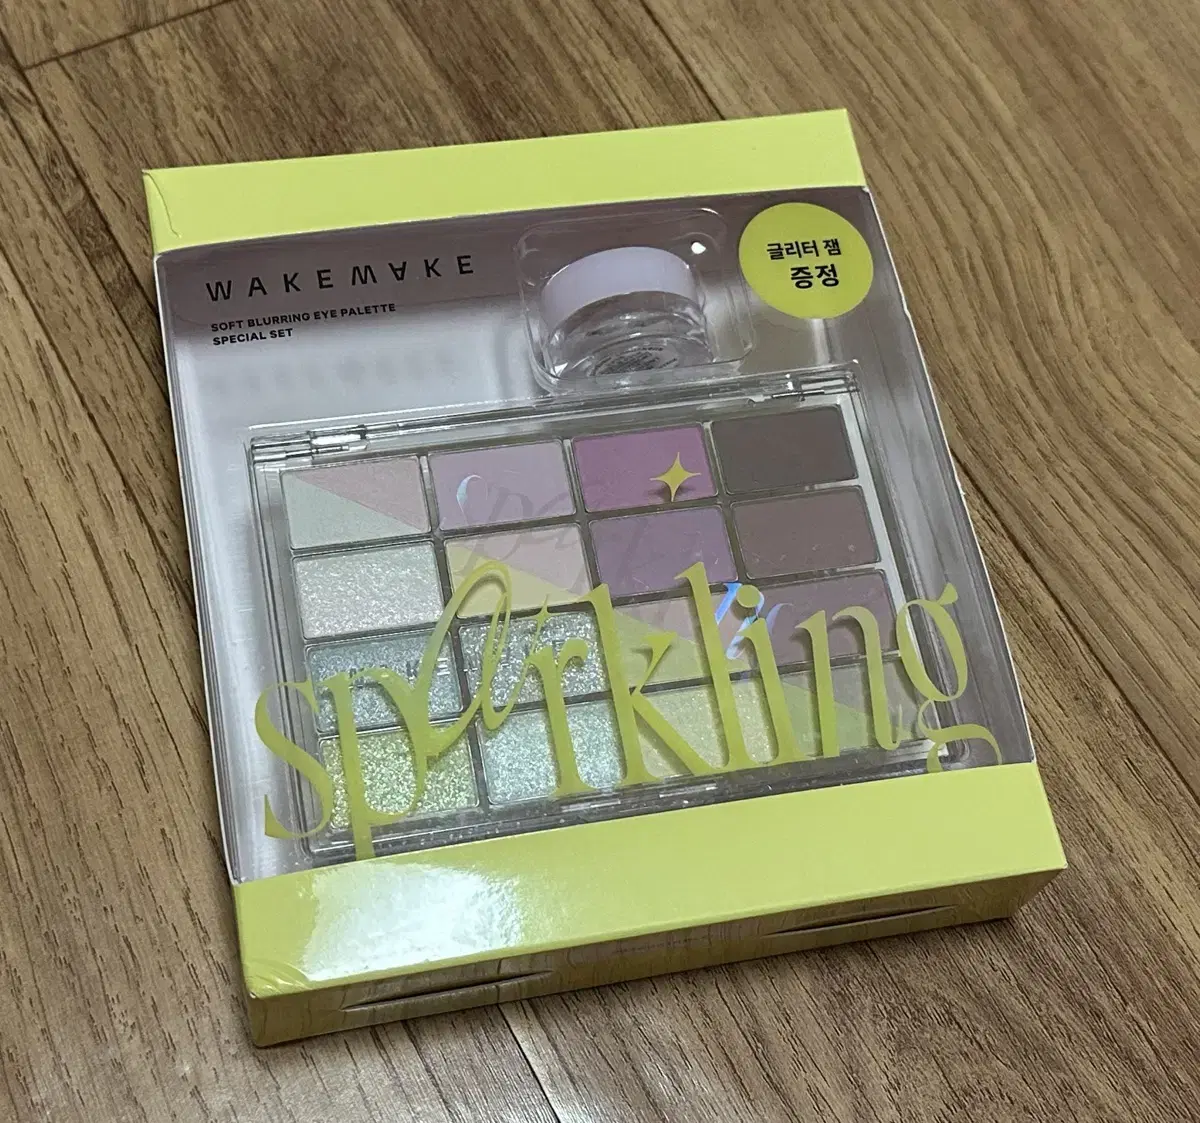 WAKEMAKE
SOFT BLURRING EYE PALETTE
SPECIAL SET
글리터 잼
증정
sparkling